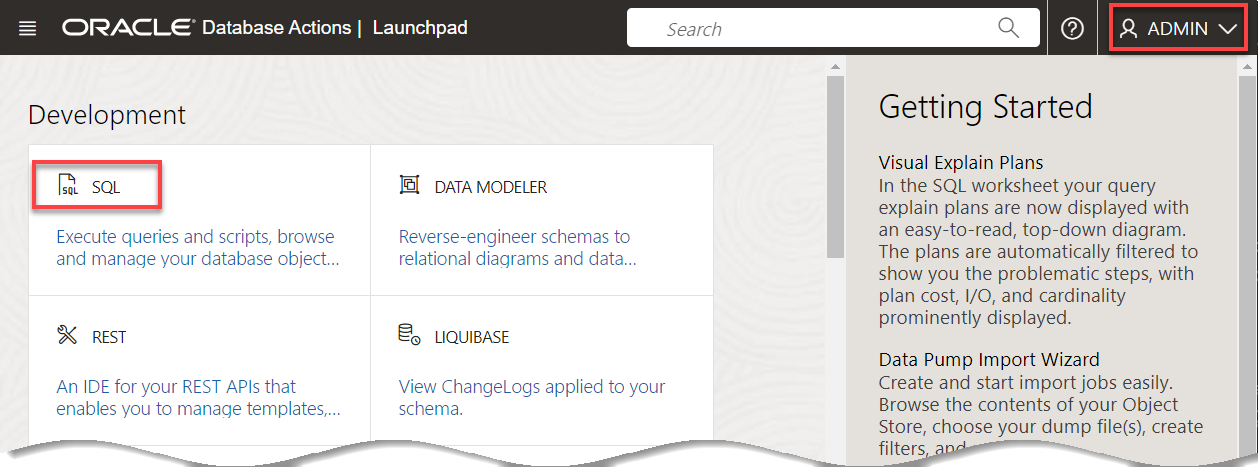 ORACLE Database Actions | Launchpad
Search
ADMIN
Development
SQL
Execute queries and scripts, browse
and manage your database object...
DATA MODELER
Reverse-engineer schemas to
relational diagrams and data...
REST
An IDE for your REST APIs that
enables you to manage templates,...
LIQUIBASE
View ChangeLogs applied to your
schema.
Getting Started
Visual Explain Plans
In the SQL worksheet your query
explain plans are now displayed with
an easy-to-read, top-down diagram.
The plans are automatically filtered to
show you the problematic steps, with
plan cost, I/O, and cardinality
prominently displayed.
Data Pump Import Wizard
Create and start import jobs easily.
Browse the contents of your Object
Store, choose your dump file(s), create
filters, and